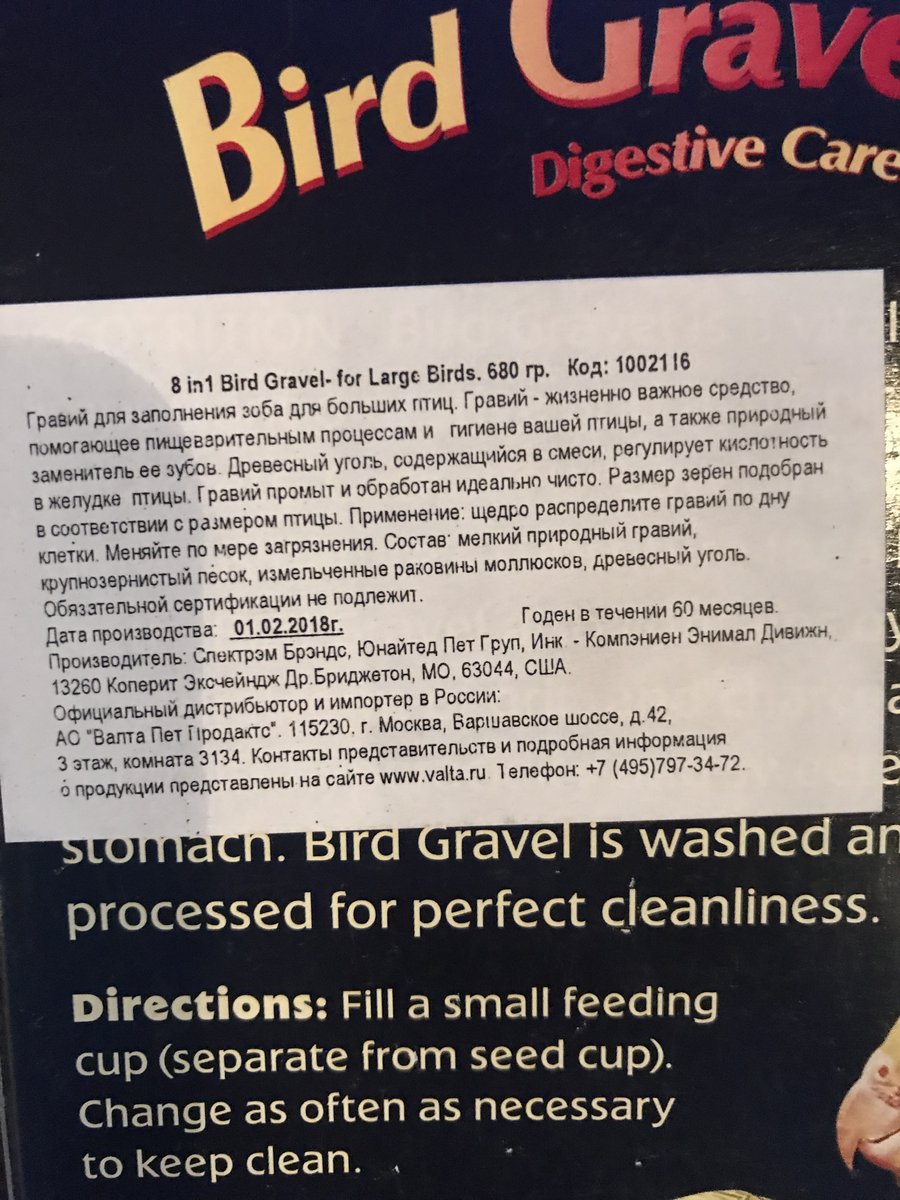 Bird Grave
Digestive Care
8 in1 Bird Gravel- for Large Birds. 680 гр. Код: 1002116
Гравий для заполнения зоба для больших птиц. Гравий - жизненно важное средство,
помогающее пищеварительным процессам и гигиене вашей птицы, а также природный
заменитель ее зубов. Древесный уголь, содержащийся в смеси, регулирует кислотность
в желудке птицы. Гравий промыт и обработан идеально чисто. Размер зерен подобран
в соответствии с размером птицы. Применение: щедро распределите гравий по дну
клетки. Меняйте по мере загрязнения. Состав: мелкий природный гравий,
крупнозернистый песок, измельченные раковины моллюсков, древесный уголь.
Обязательной сертификации не подлежит.
Дата производства: 01.02.2018г. Годен в течении 60 месяцев.
Производитель: Спектрэм Брэндс, Юнайтед Пет Груп, Инк - Компэниен Энимал Дивижн,
13260 Коперит Эксчейндж Др.Бриджетон, МО, 63044, США.
Официальный дистрибьютор и импортер в России:
АО "Валта Пет Продактс". 115230, г. Москва, Варшавское шоссе, д.42,
3 этаж, комната 3134. Контакты представительств и подробная информация
о продукции представлены на сайте www.valta.ru. Телефон: +7 (495)797-34-72.
stomach. Bird Gravel is washed an
processed for perfect cleanliness.
Directions: Fill a small feeding
cup (separate from seed cup).
Change as often as necessary
to keep clean.